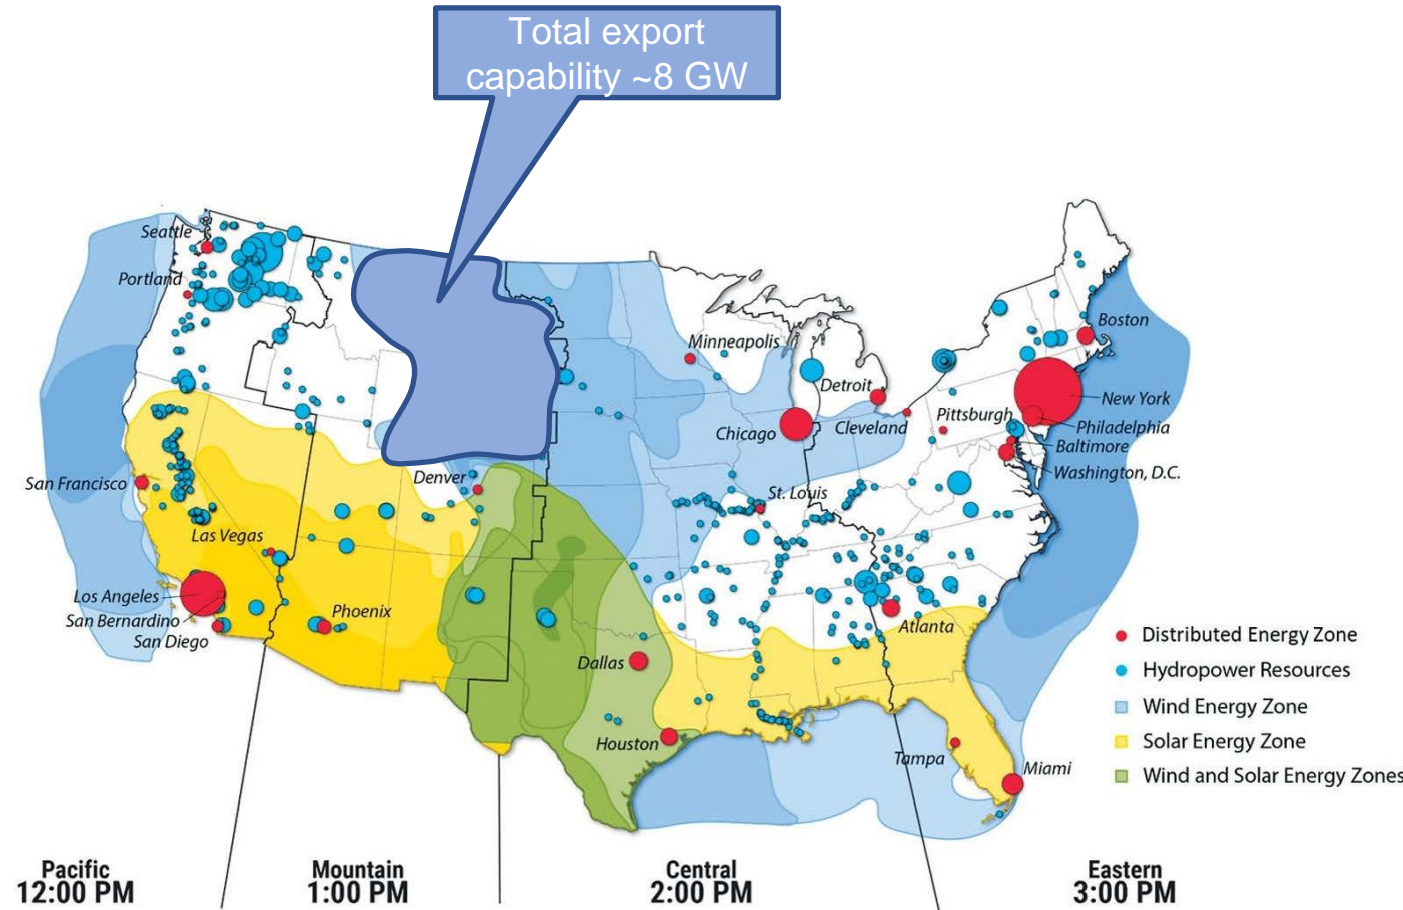 Total export
capability ~8 GW
Seattle
Portland
Minneapolis
Boston
Detroit
New York
Chicago
Cleveland
Pittsburgh
Philadelphia
Baltimore
Washington, D.C.
San Francisco
Denver
St. Louis
Las Vegas
Los Angeles
San Bernardino
San Diego
Phoenix
Atlanta
Dallas
Houston
Tampa
Miami
Distributed Energy Zone
Hydropower Resources
Wind Energy Zone
Solar Energy Zone
Wind and Solar Energy Zones
Pacific
12:00 PM
Mountain
1:00 PM
Central
2:00 PM
Eastern
3:00 PM